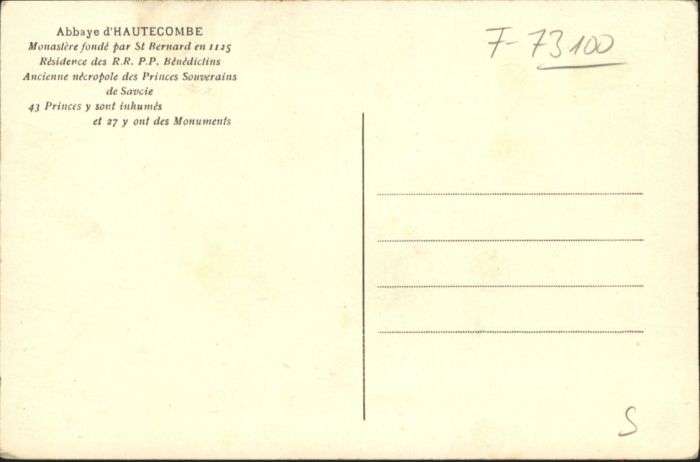 Abbaye d'HAUTECOMBE
Monastère fondé par St Bernard en 1125
Résidence des R.R. P.P. Bénédictins
Ancienne nécropole des Princes Souverains
de Savoie
43 Princes y sont inhumés
et 27 y ont des Monuments
F-73100
S